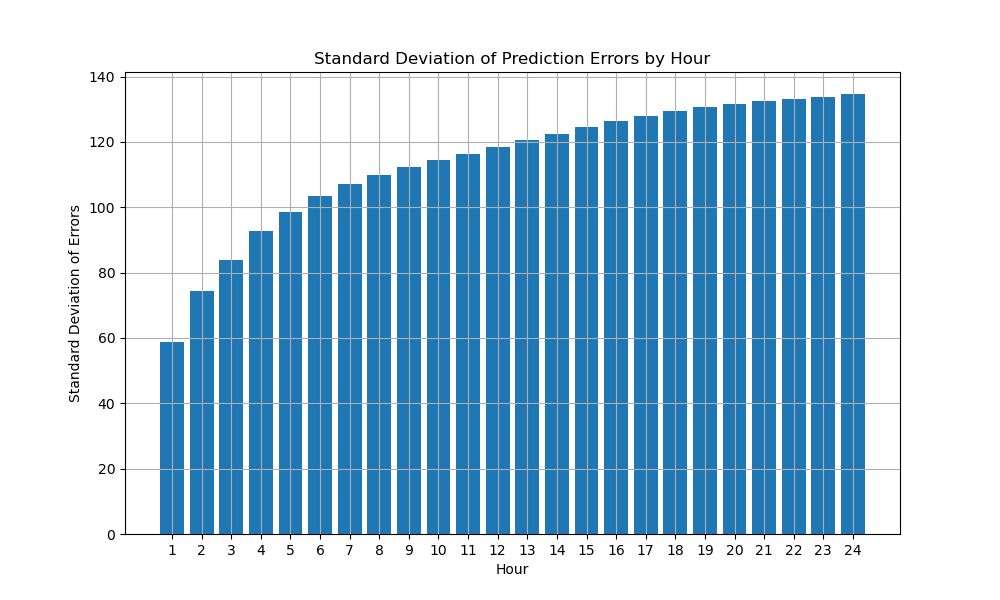 Standard Deviation of Prediction Errors by Hour
140
120
100
80
60
40
20
0
Standard Deviation of Errors
1 2 3 4 5 6 7 8 9 10 11 12 13 14 15 16 17 18 19 20 21 22 23 24
Hour